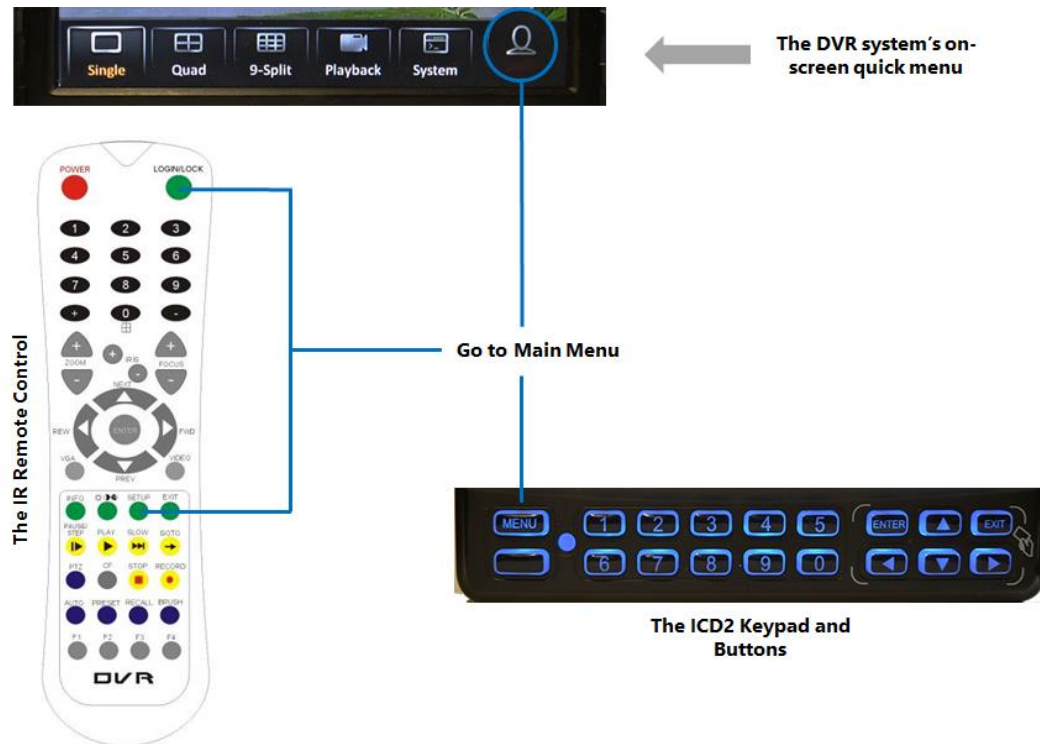 Single Quad 9-Split Playback System
The DVR system's on-
screen quick menu
POWER LOGIN/LOCK
1 2 3
4 5 6
7 8 9
+ 0 -
+ + +
ZOOM IRIS FOCUS
- - -
NEXT
REW ENTER FWD
VGA VIDEO
PREV
INFO SETUP EXIT
PAUSE/
STEP PLAY SLOW GOTO
PTZ CF STOP RECORD
AUTO PRESET RECALL BRUSH
F1 F2 F3 F4
DVR
The IR Remote Control
Go to Main Menu
MENU 1 2 3 4 5 ENTER EXIT
6 7 8 9 0
The ICD2 Keypad and
Buttons